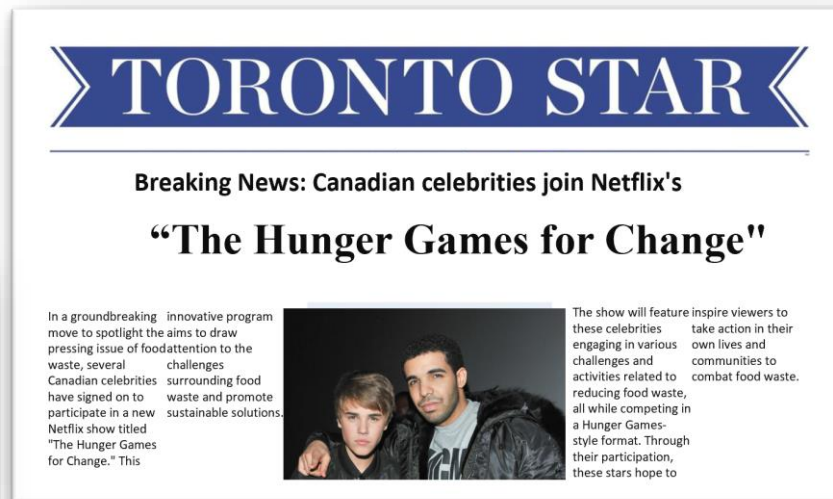 TORONTO STAR
Breaking News: Canadian celebrities join Netflix's
“The Hunger Games for Change"
In a groundbreaking
move to spotlight the
pressing issue of food
waste, several
Canadian celebrities
have signed on to
participate in a new
Netflix show titled
"The Hunger Games
for Change." This
innovative program
aims to draw
attention to the
challenges
surrounding food
waste and promote
sustainable solutions.
The show will feature
these celebrities
engaging in various
challenges and
activities related to
reducing food waste,
all while competing in
a Hunger Games-
style format. Through
their participation,
these stars hope to
inspire viewers to
take action in their
own lives and
communities to
combat food waste.